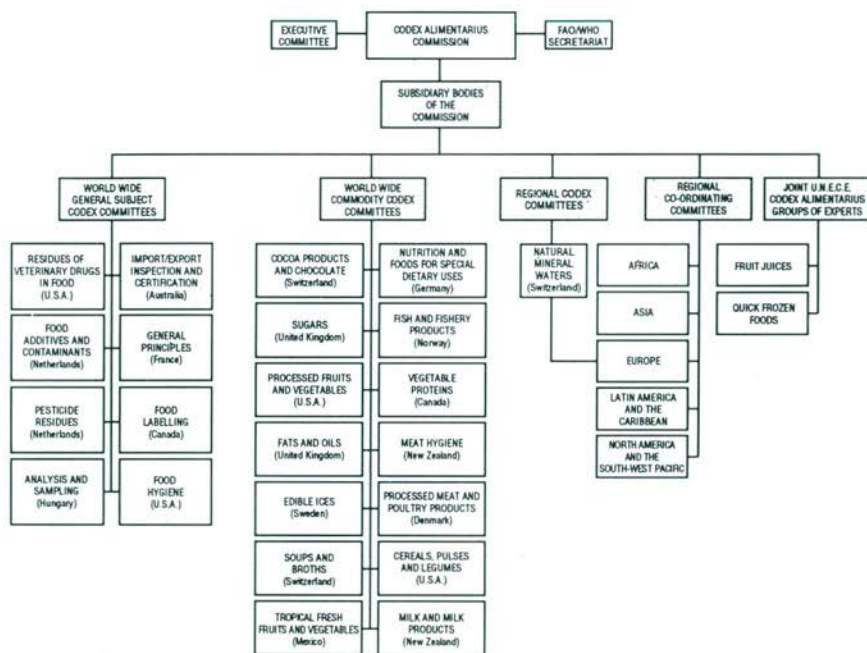 EXECUTIVE
COMMITTEE
CODEX ALIMENTARIUS
COMMISSION
FAO/WHO
SECRETARIAT
SUBSIDIARY BODIES
OF THE
COMMISSION
WORLD WIDE
GENERAL SUBJECT
CODEX COMMITTEES
WORLD WIDE
COMMODITY CODEX
COMMITTEES
REGIONAL CODEX
COMMITTEES
REGIONAL
CO-ORDINATING
COMMITTEES
JOINT U.N.E.C.E.
CODEX ALIMENTARIUS
GROUPS OF EXPERTS
RESIDUES OF
VETERINARY DRUGS
IN FOOD
(U.S.A.)
IMPORT/EXPORT
INSPECTION AND
CERTIFICATION
(Australia)
FOOD
ADDITIVES AND
CONTAMINANTS
(Netherlands)
GENERAL
PRINCIPLES
(France)
PESTICIDE
RESIDUES
(Netherlands)
FOOD
LABELLING
(Canada)
ANALYSIS AND
SAMPLING
(Hungary)
FOOD
HYGIENE
(U.S.A.)
COCOA PRODUCTS
AND CHOCOLATE
(Switzerland)
NUTRITION AND
FOODS FOR SPECIAL
DIETARY USES
(Germany)
SUGARS
(United Kingdom)
FISH AND FISHERY
PRODUCTS
(Norway)
PROCESSED FRUITS
AND VEGETABLES
(U.S.A.)
VEGETABLE
PROTEINS
(Canada)
FATS AND OILS
(United Kingdom)
MEAT HYGIENE
(New Zealand)
EDIBLE ICES
(Sweden)
PROCESSED MEAT AND
POULTRY PRODUCTS
(Denmark)
SOUPS AND
BROTHS
(Switzerland)
CEREALS, PULSES
AND LEGUMES
(U.S.A.)
TROPICAL FRESH
FRUITS AND VEGETABLES
(Mexico)
MILK AND MILK
PRODUCTS
(New Zealand)
NATURAL
MINERAL
WATERS
(Switzerland)
AFRICA
ASIA
EUROPE
LATIN AMERICA
AND THE
CARIBBEAN
NORTH AMERICA
AND THE
SOUTH-WEST PACIFIC
FRUIT JUICES
QUICK FROZEN
FOODS